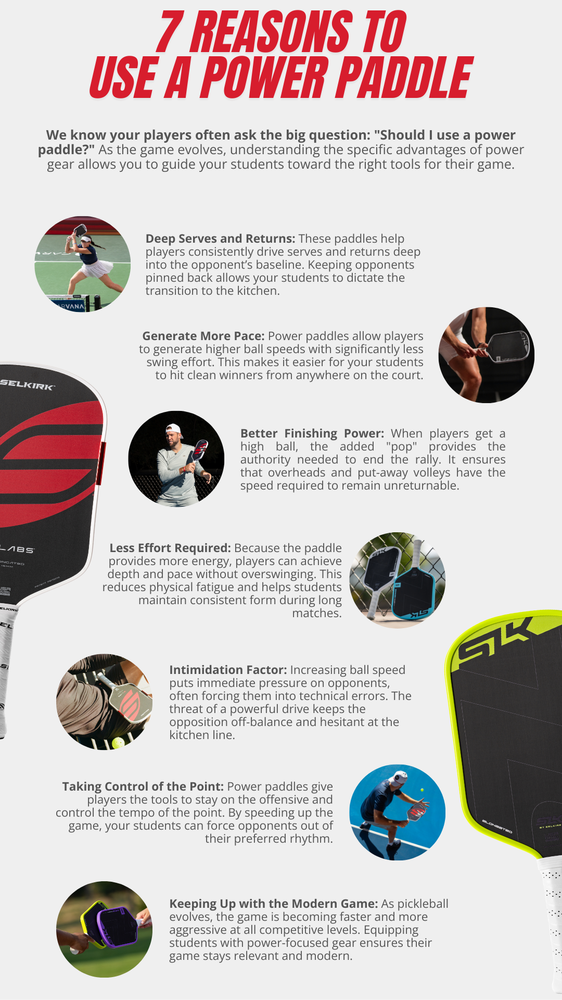 7 REASONS TO
USE A POWER PADDLE
We know your players often ask the big question: "Should I use a power
paddle?" As the game evolves, understanding the specific advantages of power
gear allows you to guide your students toward the right tools for their game.
Deep Serves and Returns: These paddles help
players consistently drive serves and returns deep
into the opponent’s baseline. Keeping opponents
pinned back allows your students to dictate the
transition to the kitchen.
ARVANA
Generate More Pace: Power paddles allow players
to generate higher ball speeds with significantly less
swing effort. This makes it easier for your students
to hit clean winners from anywhere on the court.
SELKIRK
Better Finishing Power: When players get a
high ball, the added "pop" provides the
authority needed to end the rally. It ensures
that overheads and put-away volleys have the
speed required to remain unreturnable.
LABS
PATENT PENDING
USA
Less Effort Required: Because the paddle
provides more energy, players can achieve
depth and pace without overswinging. This
reduces physical fatigue and helps students
maintain consistent form during long
matches.
SLK
SLK
SLK
Intimidation Factor: Increasing ball speed
puts immediate pressure on opponents,
often forcing them into technical errors. The
threat of a powerful drive keeps the
opposition off-balance and hesitant at the
kitchen line.
Taking Control of the Point: Power paddles give
players the tools to stay on the offensive and
control the tempo of the point. By speeding up the
game, your students can force opponents out of
their preferred rhythm.
ELONGATED
BY SELKIRK
Keeping Up with the Modern Game: As pickleball
evolves, the game is becoming faster and more
aggressive at all competitive levels. Equipping
students with power-focused gear ensures their
game stays relevant and modern.